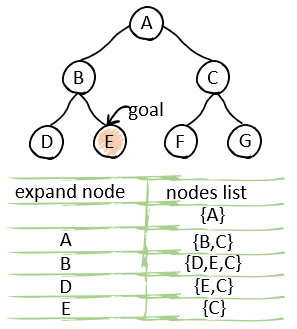 A
B C
goal
D E F G
expand node nodes list
{A}
A {B,C}
B {D,E,C}
D {E,C}
E {C}